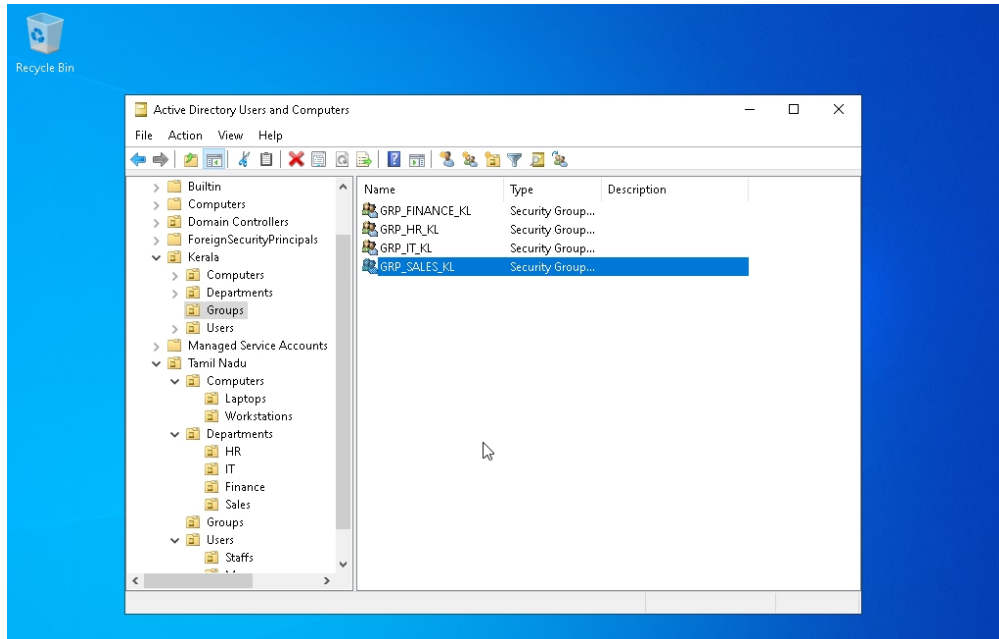 Recycle Bin
Active Directory Users and Computers
File Action View Help
Builtin
Computers
Domain Controllers
ForeignSecurityPrincipals
Kerala
Computers
Departments
Groups
Users
Managed Service Accounts
Tamil Nadu
Computers
Laptops
Workstations
Departments
HR
IT
Finance
Sales
Groups
Users
Staffs
Name Type Description
GRP_FINANCE_KL Security Group...
GRP_HR_KL Security Group...
GRP_IT_KL Security Group...
GRP_SALES_KL Security Group...